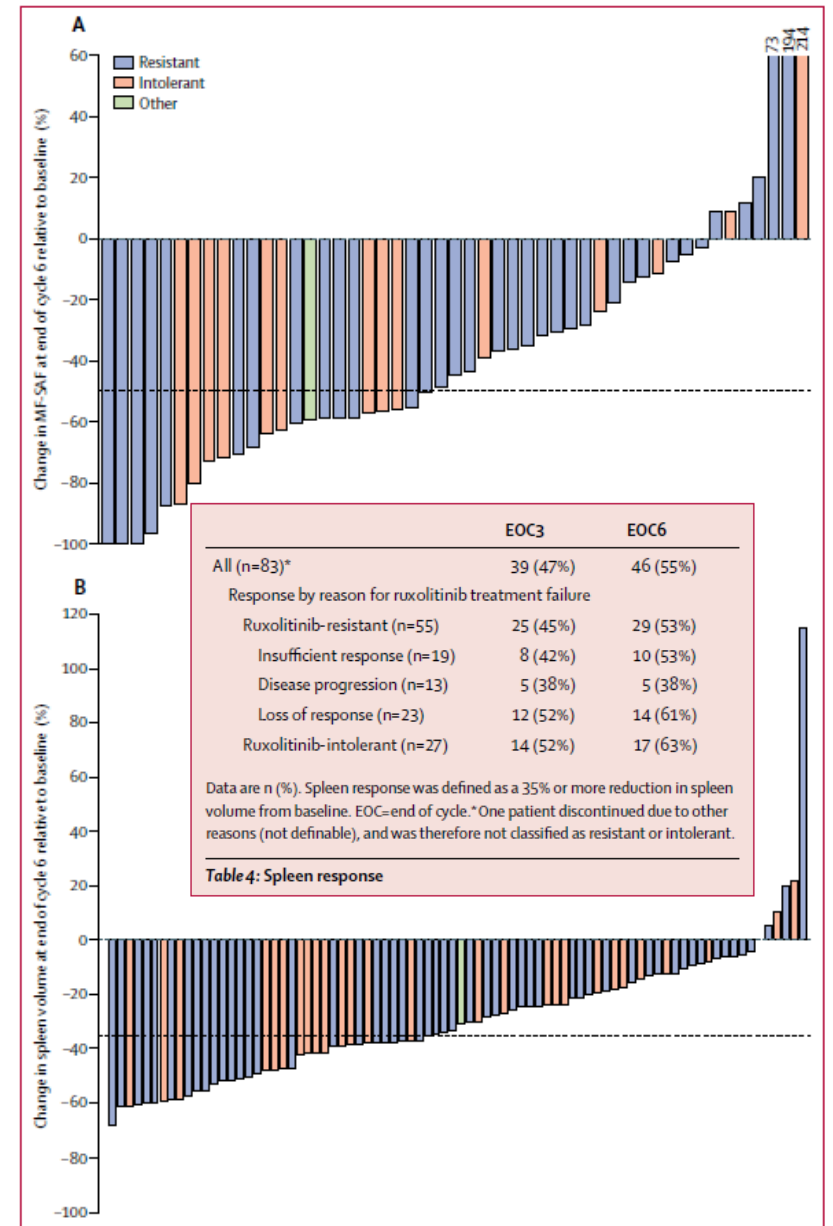 A
Change in MF-SAF at end of cycle 6 relative to baseline (%)
60
40
20
0
−20
−40
−60
−80
−100
Resistant
Intolerant
Other
73
194
214
EOC3 EOC6
All (n=83)* 39 (47%) 46 (55%)
Response by reason for ruxolitinib treatment failure
Ruxolitinib-resistant (n=55) 25 (45%) 29 (53%)
Insufficient response (n=19) 8 (42%) 10 (53%)
Disease progression (n=13) 5 (38%) 5 (38%)
Loss of response (n=23) 12 (52%) 14 (61%)
Ruxolitinib-intolerant (n=27) 14 (52%) 17 (63%)
Data are n (%). Spleen response was defined as a 35% or more reduction in spleen
volume from baseline. EOC=end of cycle.*One patient discontinued due to other
reasons (not definable), and was therefore not classified as resistant or intolerant.
Table 4: Spleen response
B
Change in spleen volume at end of cycle 6 relative to baseline (%)
120
100
80
60
40
20
0
−20
−40
−60
−80
−100